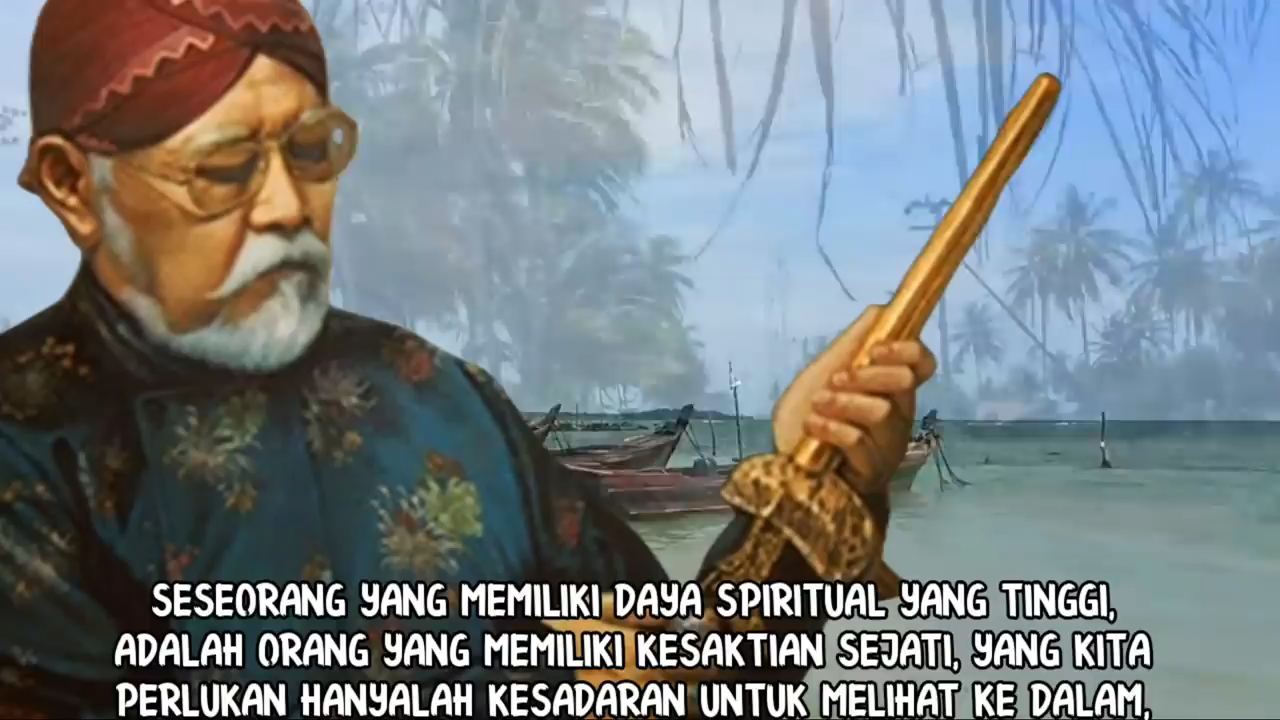 SESEORANG YANG MEMILIKI DAYA SPIRITUAL YANG TINGGI,
ADALAH ORANG YANG MEMILIKI KESAKTIAN SEJATI, YANG KITA
PERLUKAN HANYALAH KESADARAN UNTUK MELIHAT KE DALAM,